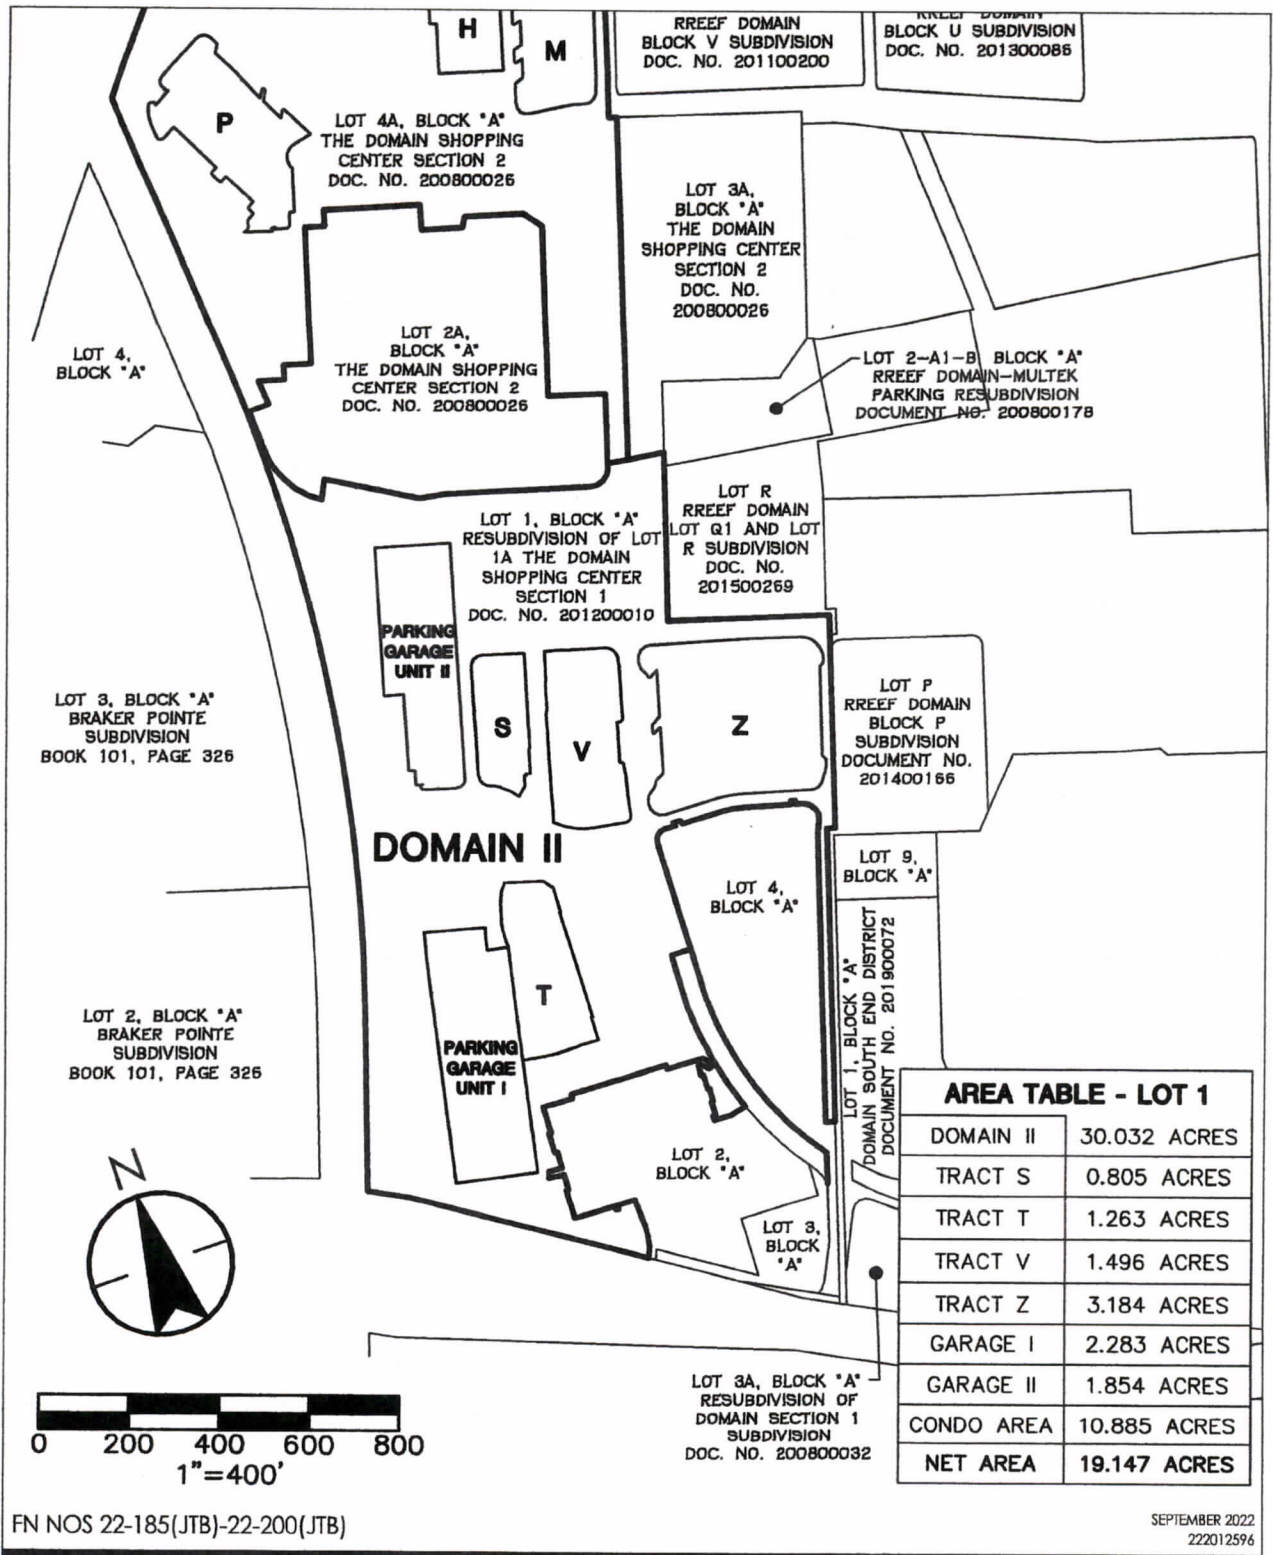 H
M
RREEF DOMAIN
BLOCK V SUBDIVISION
DOC. NO. 201100200
RREEF DOMAIN
BLOCK U SUBDIVISION
DOC. NO. 201300086
P
LOT 4A, BLOCK "A"
THE DOMAIN SHOPPING
CENTER SECTION 2
DOC. NO. 200800026
LOT 3A,
BLOCK "A"
THE DOMAIN
SHOPPING CENTER
SECTION 2
DOC. NO.
200800026
LOT 4,
BLOCK "A"
LOT 2A,
BLOCK "A"
THE DOMAIN SHOPPING
CENTER SECTION 2
DOC. NO. 200800026
LOT 2-A1-B, BLOCK "A"
RREEF DOMAIN-MULTEK
PARKING RESUBDIVISION
DOCUMENT NO. 200800178
LOT R
RREEF DOMAIN
LOT Q1 AND LOT
R SUBDIVISION
DOC. NO.
201500269
LOT 1, BLOCK "A"
RESUBDIVISION OF LOT
1A THE DOMAIN
SHOPPING CENTER
SECTION 1
DOC. NO. 201200010
PARKING
GARAGE
UNIT II
S
V
Z
LOT P
RREEF DOMAIN
BLOCK P
SUBDIVISION
DOCUMENT NO.
201400166
LOT 3, BLOCK "A"
BRAKER POINTE
SUBDIVISION
BOOK 101, PAGE 326
DOMAIN II
LOT 4,
BLOCK "A"
LOT 9,
BLOCK "A"
LOT 1, BLOCK "A"
DOMAIN SOUTH END DISTRICT
DOCUMENT NO. 201900072
T
PARKING
GARAGE
UNIT I
LOT 2, BLOCK "A"
BRAKER POINTE
SUBDIVISION
BOOK 101, PAGE 326
LOT 2,
BLOCK "A"
LOT 3,
BLOCK
"A"
AREA TABLE - LOT 1
DOMAIN II 30.032 ACRES
TRACT S 0.805 ACRES
TRACT T 1.263 ACRES
TRACT V 1.496 ACRES
TRACT Z 3.184 ACRES
GARAGE I 2.283 ACRES
GARAGE II 1.854 ACRES
CONDO AREA 10.885 ACRES
NET AREA 19.147 ACRES
N
LOT 3A, BLOCK "A"
RESUBDIVISION OF
DOMAIN SECTION 1
SUBDIVISION
DOC. NO. 200800032
0 200 400 600 800
1"=400'
FN NOS 22-185(JTB)-22-200(JTB)
SEPTEMBER 2022
222012596